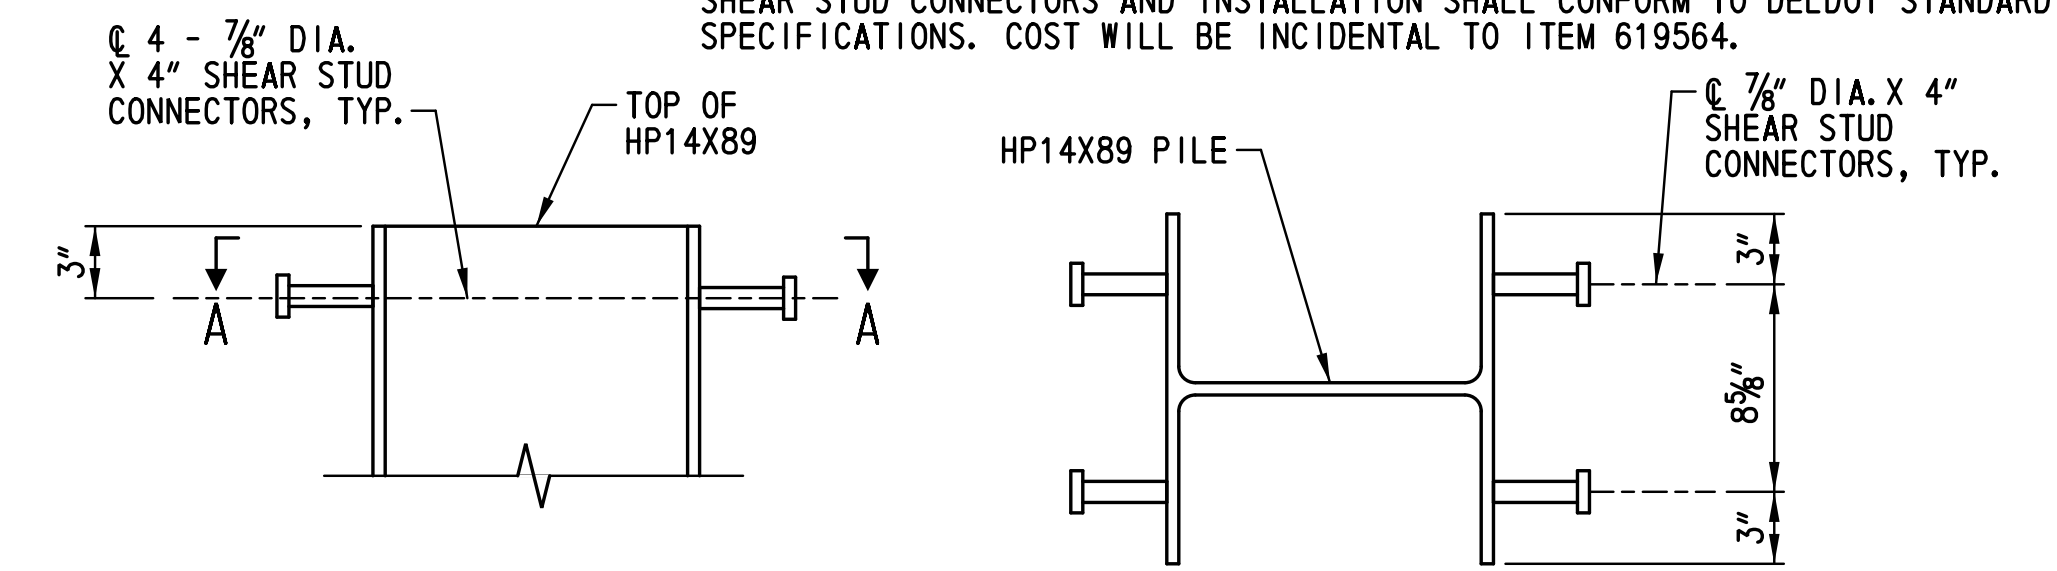 SHEAR STUD CONNECTORS AND INSTALLATION SHALL CONFORM TO DELDOT STANDARD
SPECIFICATIONS. COST WILL BE INCIDENTAL TO ITEM 619564.
℄ 4 - 7/8" DIA.
X 4" SHEAR STUD
CONNECTORS, TYP.
TOP OF
HP14X89
HP14X89 PILE
℄ 7/8" DIA. X 4"
SHEAR STUD
CONNECTORS, TYP.
3"
A
A
3"
8 5/8"
3"